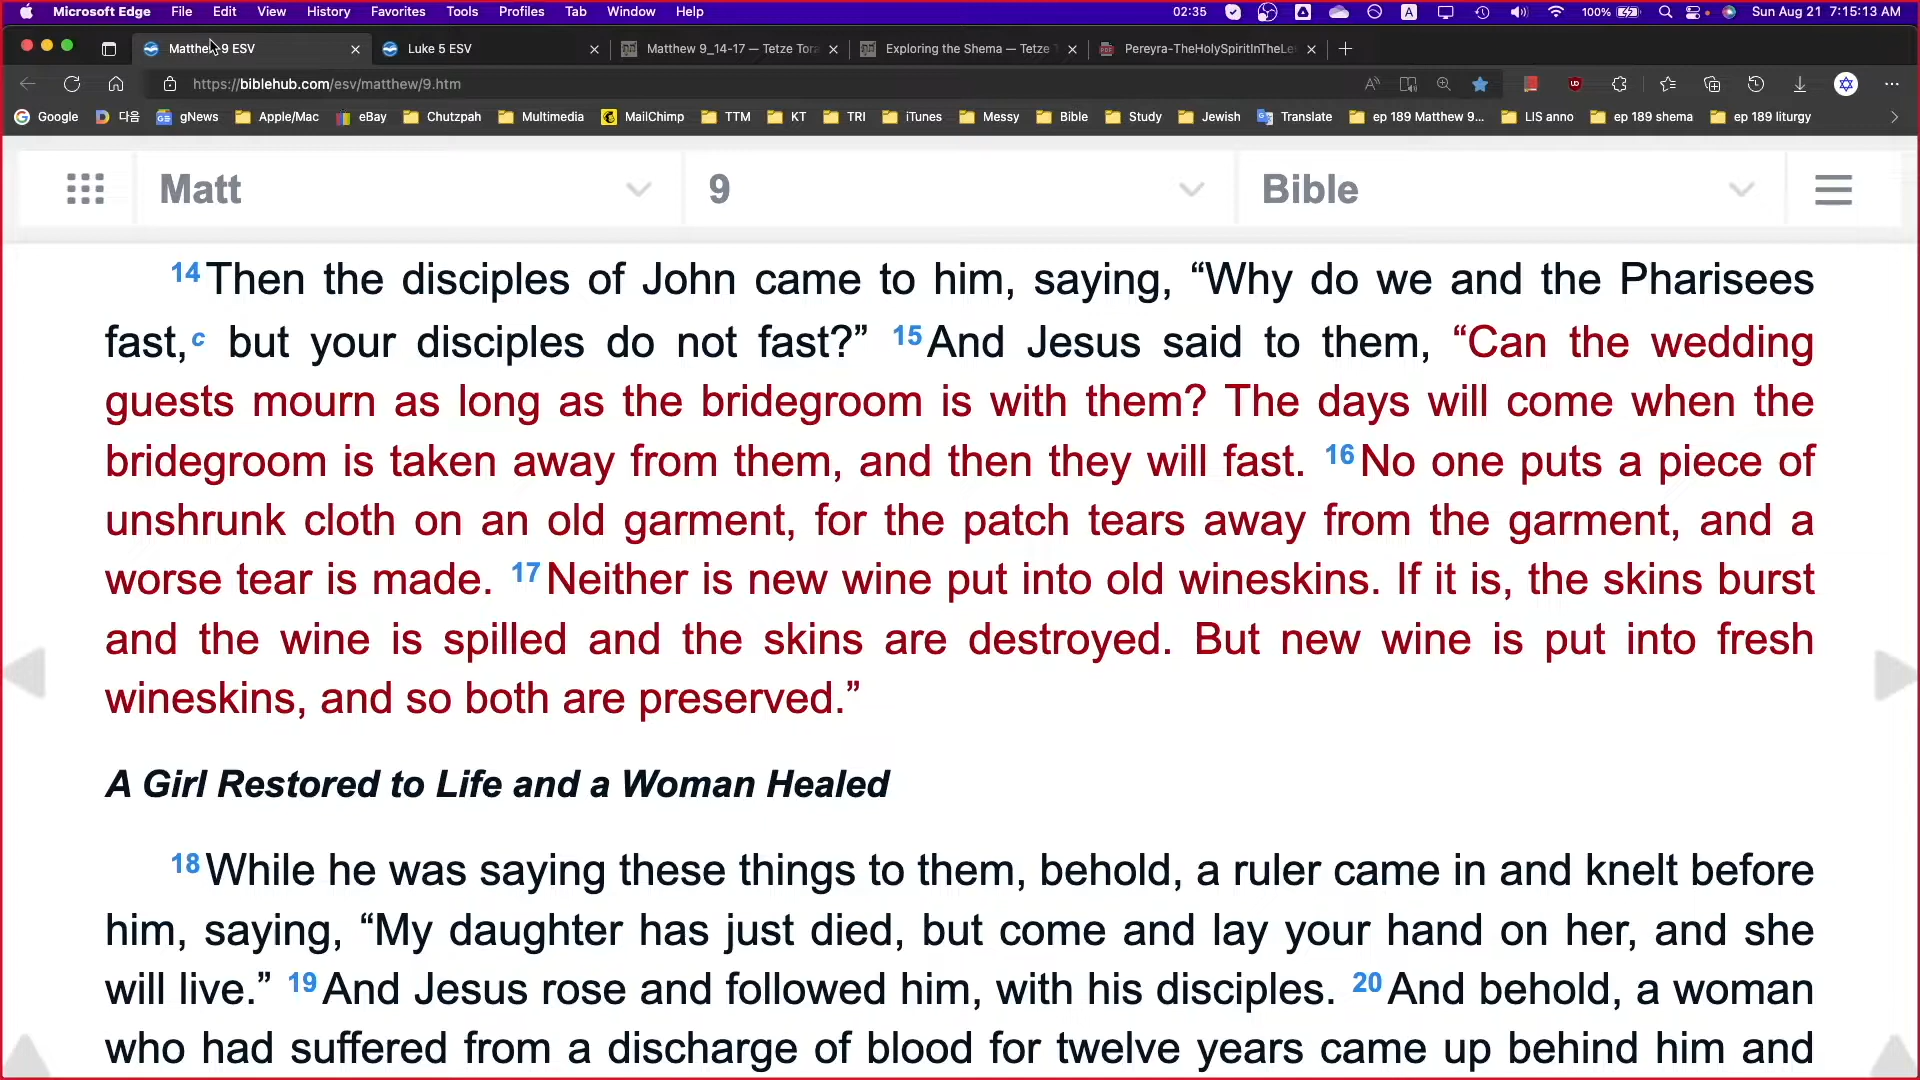 Microsoft Edge File Edit View History Favorites Tools Profiles Tab Window Help 02:35 A 100% Sun Aug 21 7:15:13 AM
Matthew 9 ESV Luke 5 ESV Matthew 9_14-17 — Tetze Tora Exploring the Shema — Tetze T Pereyra-TheHolySpiritInTheLe
https://biblehub.com/esv/matthew/9.htm
Google 다음 gNews Apple/Mac eBay Chutzpah Multimedia MailChimp TTM KT TRI iTunes Messy Bible Study Jewish Translate ep 189 Matthew 9... LIS anno ep 189 shema ep 189 liturgy
Matt 9 Bible
14 Then the disciples of John came to him, saying, “Why do we and the Pharisees
fast,c but your disciples do not fast?” 15 And Jesus said to them, “Can the wedding
guests mourn as long as the bridegroom is with them? The days will come when the
bridegroom is taken away from them, and then they will fast. 16 No one puts a piece of
unshrunk cloth on an old garment, for the patch tears away from the garment, and a
worse tear is made. 17 Neither is new wine put into old wineskins. If it is, the skins burst
and the wine is spilled and the skins are destroyed. But new wine is put into fresh
wineskins, and so both are preserved.”
A Girl Restored to Life and a Woman Healed
18 While he was saying these things to them, behold, a ruler came in and knelt before
him, saying, “My daughter has just died, but come and lay your hand on her, and she
will live.” 19 And Jesus rose and followed him, with his disciples. 20 And behold, a woman
who had suffered from a discharge of blood for twelve years came up behind him and